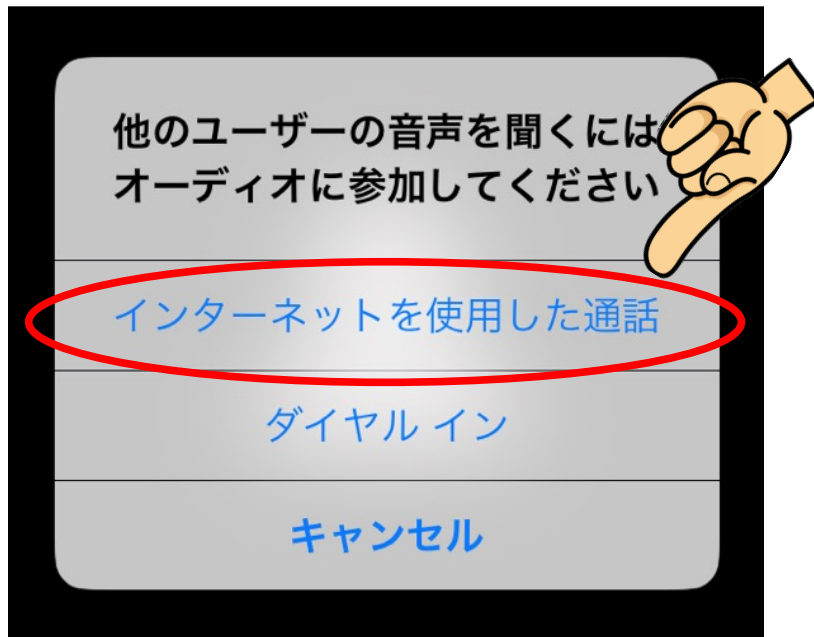 他のユーザーの音声を聞くには
オーディオに参加してください
インターネットを使用した通話
ダイヤル イン
キャンセル